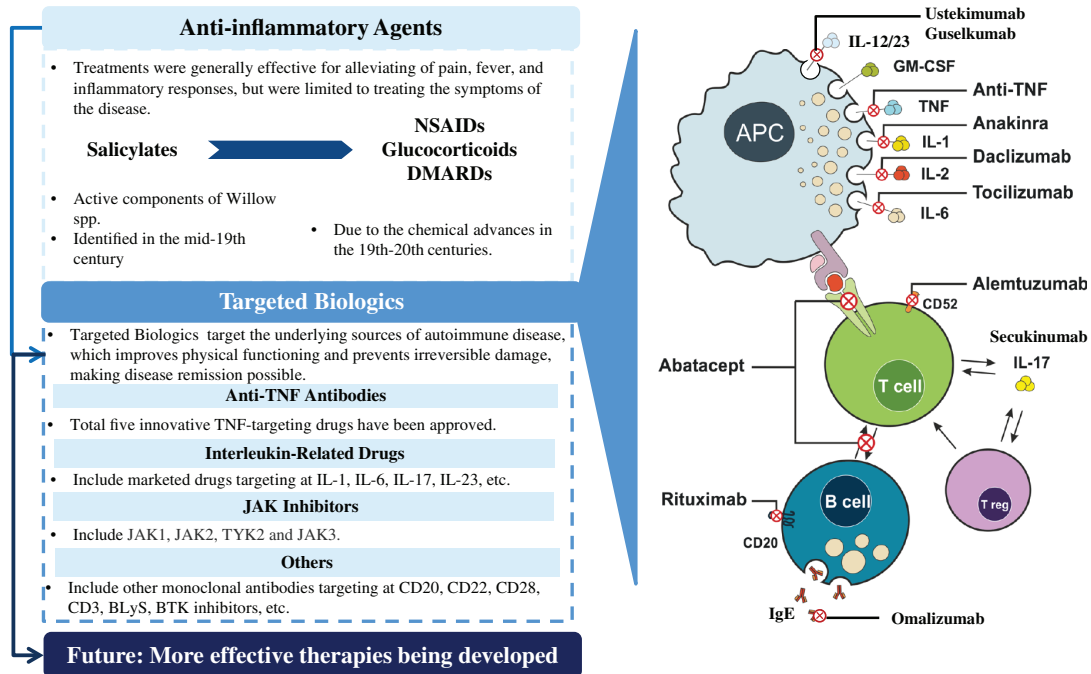 Anti-inflammatory Agents
• Treatments were generally effective for alleviating of pain, fever, and
inflammatory responses, but were limited to treating the symptoms of
the disease.
Salicylates
NSAIDs
Glucocorticoids
DMARDs
• Active components of Willow
spp.
• Identified in the mid-19th
century
• Due to the chemical advances in
the 19th-20th centuries.
Targeted Biologics
• Targeted Biologics target the underlying sources of autoimmune disease,
which improves physical functioning and prevents irreversible damage,
making disease remission possible.
Anti-TNF Antibodies
• Total five innovative TNF-targeting drugs have been approved.
Interleukin-Related Drugs
• Include marketed drugs targeting at IL-1, IL-6, IL-17, IL-23, etc.
JAK Inhibitors
• Include JAK1, JAK2, TYK2 and JAK3.
Others
• Include other monoclonal antibodies targeting at CD20, CD22, CD28,
CD3, BLyS, BTK inhibitors, etc.
Future: More effective therapies being developed
Ustekimumab
Guselkumab
IL-12/23
GM-CSF
Anti-TNF
TNF
APC
Anakinra
IL-1
Daclizumab
IL-2
Tocilizumab
IL-6
Alemtuzumab
CD52
Secukinumab
IL-17
Abatacept
T cell
Rituximab
B cell
T reg
CD20
IgE
Omalizumab